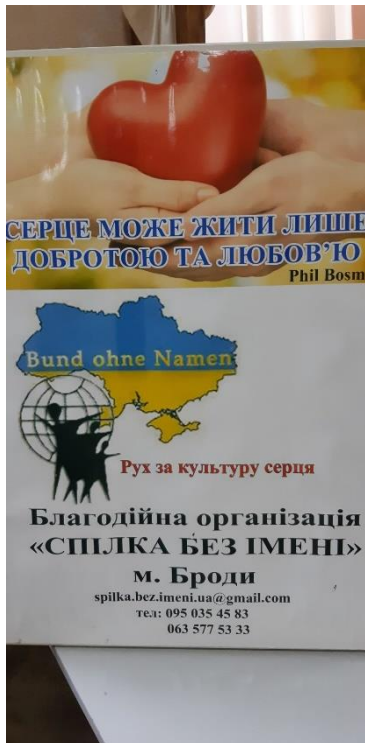 СЕРЦЕ МОЖЕ ЖИТИ ЛИШЕ
ДОБРОТОЮ ТА ЛЮБОВ’Ю
Phil Bosm
Bund ohne Namen
Рух за культуру серця
Благодійна організація
«СПІЛКА БЕЗ ІМЕНІ»
м. Броди
spilka.bez.imeni.ua@gmail.com
тел: 095 035 45 83
063 577 53 33